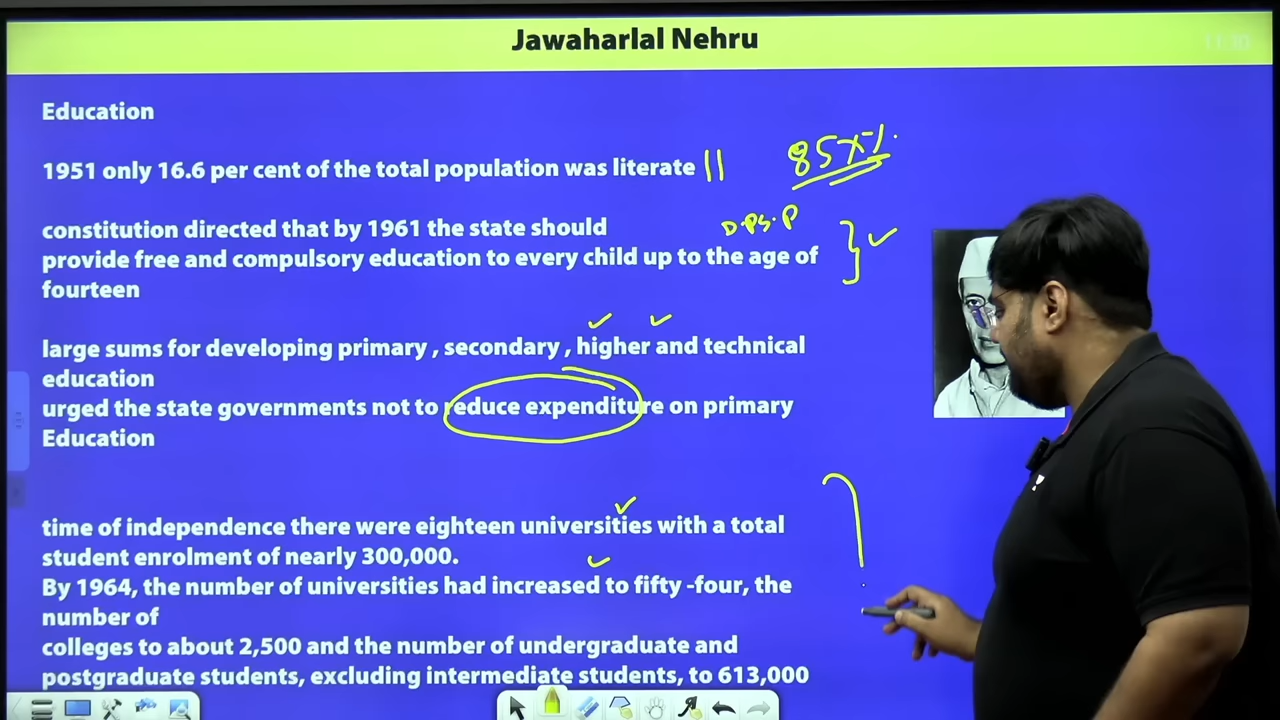 Jawaharlal Nehru
11:10
Education
1951 only 16.6 per cent of the total population was literate
85%
constitution directed that by 1961 the state should
D.PS.P
provide free and compulsory education to every child up to the age of
fourteen
large sums for developing primary , secondary , higher and technical
education
urged the state governments not to reduce expenditure on primary
Education
time of independence there were eighteen universities with a total
student enrolment of nearly 300,000.
By 1964, the number of universities had increased to fifty -four, the
number of
colleges to about 2,500 and the number of undergraduate and
postgraduate students, excluding intermediate students, to 613,000